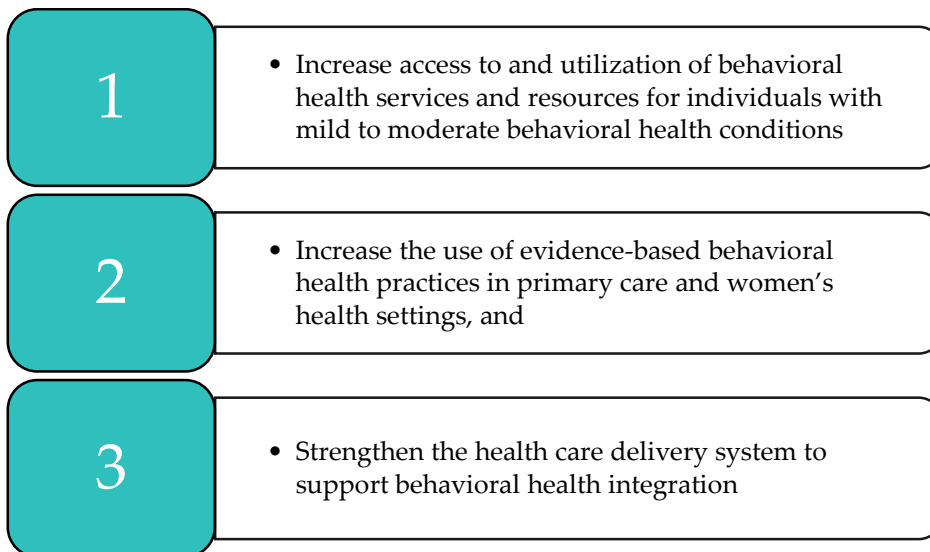 1
• Increase access to and utilization of behavioral
health services and resources for individuals with
mild to moderate behavioral health conditions
2
• Increase the use of evidence-based behavioral
health practices in primary care and women’s
health settings, and
3
• Strengthen the health care delivery system to
support behavioral health integration